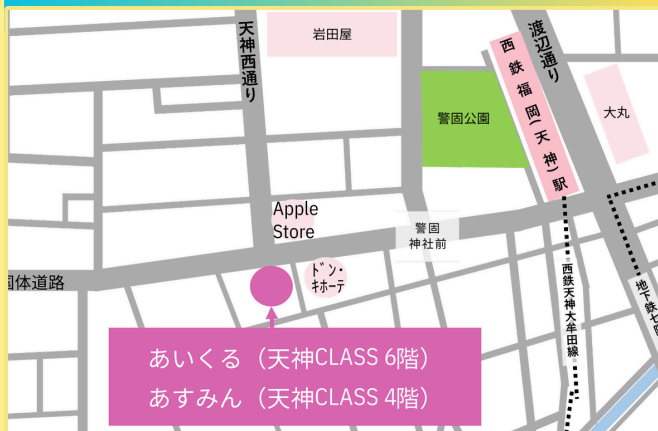 岩田屋
天神西通り
渡辺通り
西鉄福岡(天神)駅
大丸
警固公園
Apple
Store
警固
神社前
ドン・
キホーテ
国体道路
西鉄天神大牟田線
地下鉄七
あいくる（天神CLASS 6階）
あすみん（天神CLASS 4階）